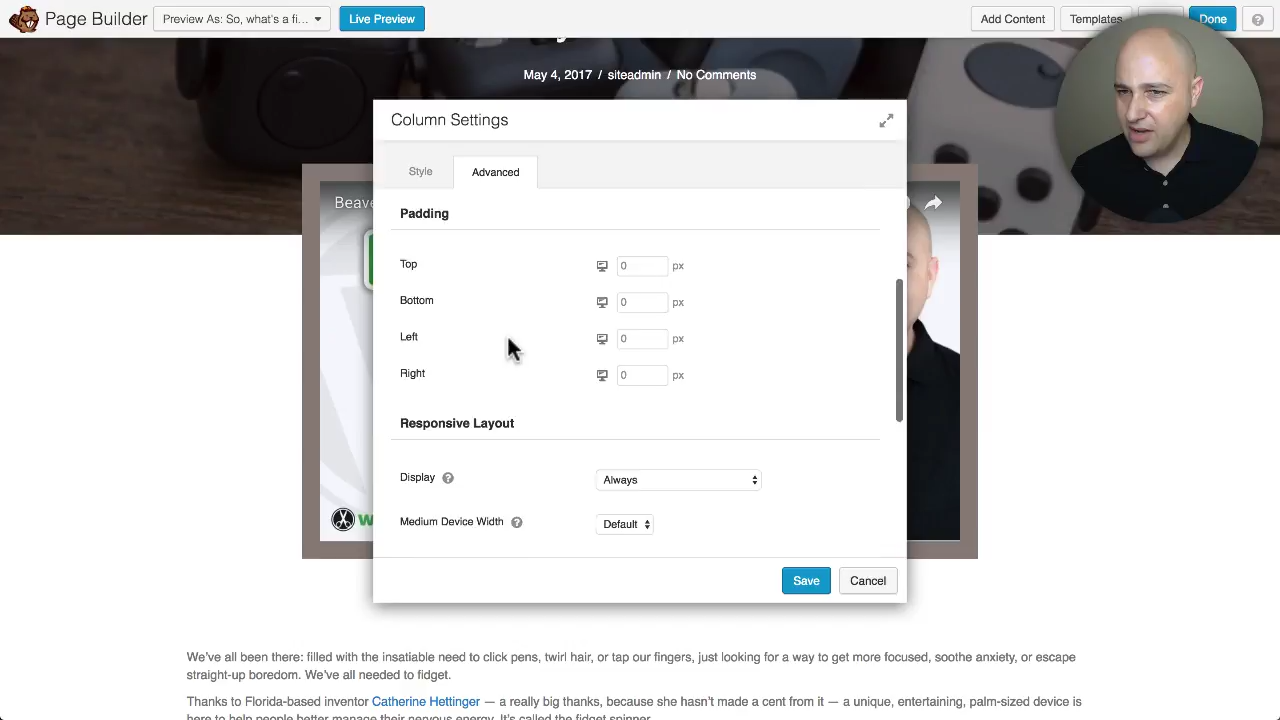 Page Builder
Preview As: So, what's a fi...
Live Preview
Add Content
Templates
Done
May 4, 2017 / siteadmin / No Comments
Column Settings
Style
Advanced
Beave
Padding
Top
0
px
Bottom
0
px
Left
0
px
Right
0
px
Responsive Layout
Display
Always
Medium Device Width
Default
W
Save
Cancel
We've all been there: filled with the insatiable need to click pens, twirl hair, or tap our fingers, just looking for a way to get more focused, soothe anxiety, or escape
straight-up boredom. We've all needed to fidget.
Thanks to Florida-based inventor Catherine Hettinger — a really big thanks, because she hasn't made a cent from it — a unique, entertaining, palm-sized device is
here to help people better manage their nervous energy. It's called the fidget spinner.